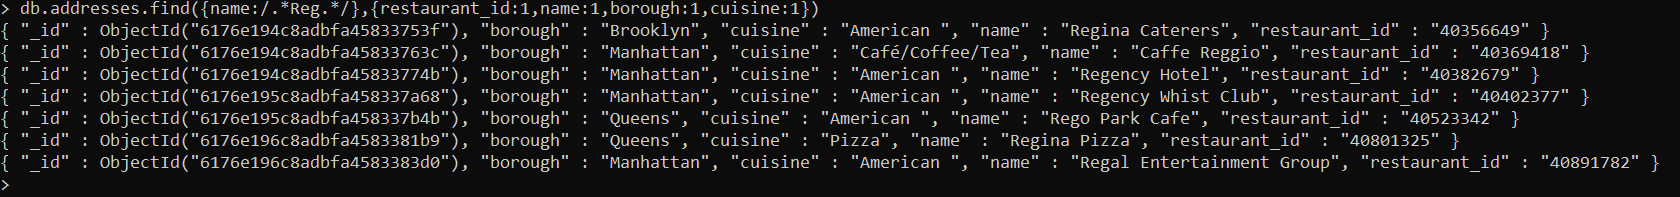 > db.addresses.find({name:/.*Reg.*/},{restaurant_id:1,name:1,borough:1,cuisine:1})
{ "_id" : ObjectId("6176e194c8adbfa45833753f"), "borough" : "Brooklyn", "cuisine" : "American ", "name" : "Regina Caterers", "restaurant_id" : "40356649" }
{ "_id" : ObjectId("6176e194c8adbfa45833763c"), "borough" : "Manhattan", "cuisine" : "Café/Coffee/Tea", "name" : "Caffe Reggio", "restaurant_id" : "40369418" }
{ "_id" : ObjectId("6176e194c8adbfa45833774b"), "borough" : "Manhattan", "cuisine" : "American ", "name" : "Regency Hotel", "restaurant_id" : "40382679" }
{ "_id" : ObjectId("6176e195c8adbfa458337a68"), "borough" : "Manhattan", "cuisine" : "American ", "name" : "Regency Whist Club", "restaurant_id" : "40402377" }
{ "_id" : ObjectId("6176e195c8adbfa458337b4b"), "borough" : "Queens", "cuisine" : "American ", "name" : "Rego Park Cafe", "restaurant_id" : "40523342" }
{ "_id" : ObjectId("6176e196c8adbfa4583381b9"), "borough" : "Queens", "cuisine" : "Pizza", "name" : "Regina Pizza", "restaurant_id" : "40801325" }
{ "_id" : ObjectId("6176e196c8adbfa4583383d0"), "borough" : "Manhattan", "cuisine" : "American ", "name" : "Regal Entertainment Group", "restaurant_id" : "40891782" }
>